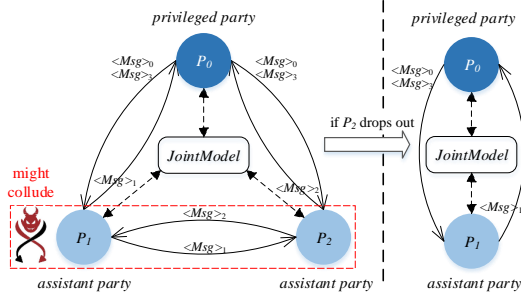 privileged party
P0
<Msg>0
<Msg>3
<Msg>0
<Msg>3
JointModel
<Msg>1
<Msg>2
might
collude
P1
<Msg>2
<Msg>1
P2
assistant party
assistant party
if P2 drops out
privileged party
P0
<Msg>0
<Msg>3
JointModel
<Msg>1
P1
assistant party